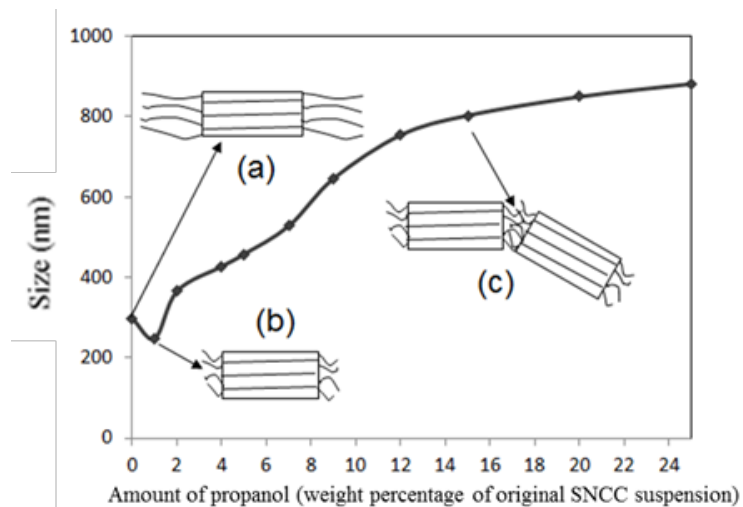 1000
800
600
400
200
0
Size (nm)
(a)
(b)
(c)
0 2 4 6 8 10 12 14 16 18 20 22 24
Amount of propanol (weight percentage of original SNCC suspension)